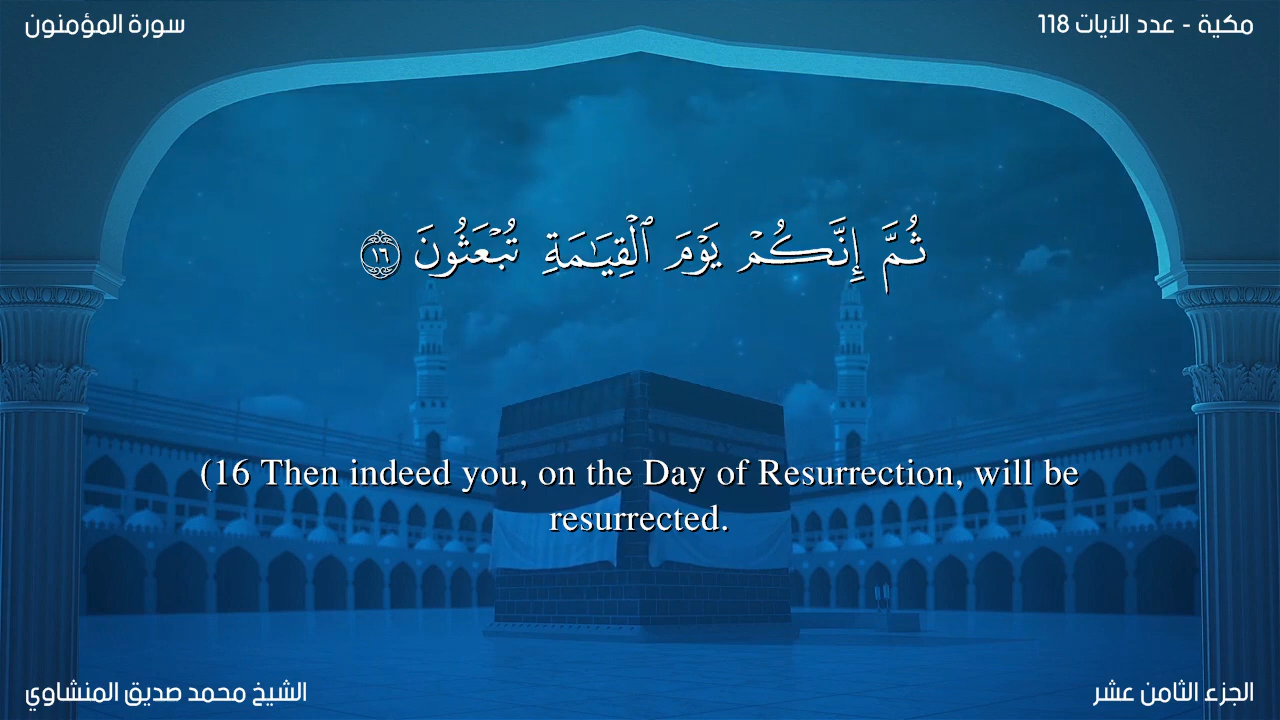 سورة المؤمنون
مكية - عدد الآيات 118
ثُمَّ إِنَّكُمْ يَوْمَ ٱلْقِيَـٰمَةِ تُبْعَثُونَ ١٦
(16 Then indeed you, on the Day of Resurrection, will be
resurrected.
الشيخ محمد صديق المنشاوي
الجزء الثامن عشر